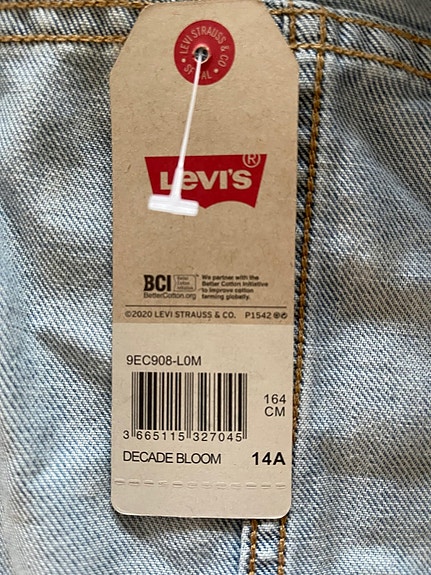 LEVI STRAUSS & CO
LEVI'S®
BCI
Better
Cotton
Initiative
BetterCotton.org
We partner with the
Better Cotton Initiative
to improve cotton
farming globally.
©2020 LEVI STRAUSS & CO. P1542
9EC908-L0M
164
CM
3 665115 327045
DECADE BLOOM 14A